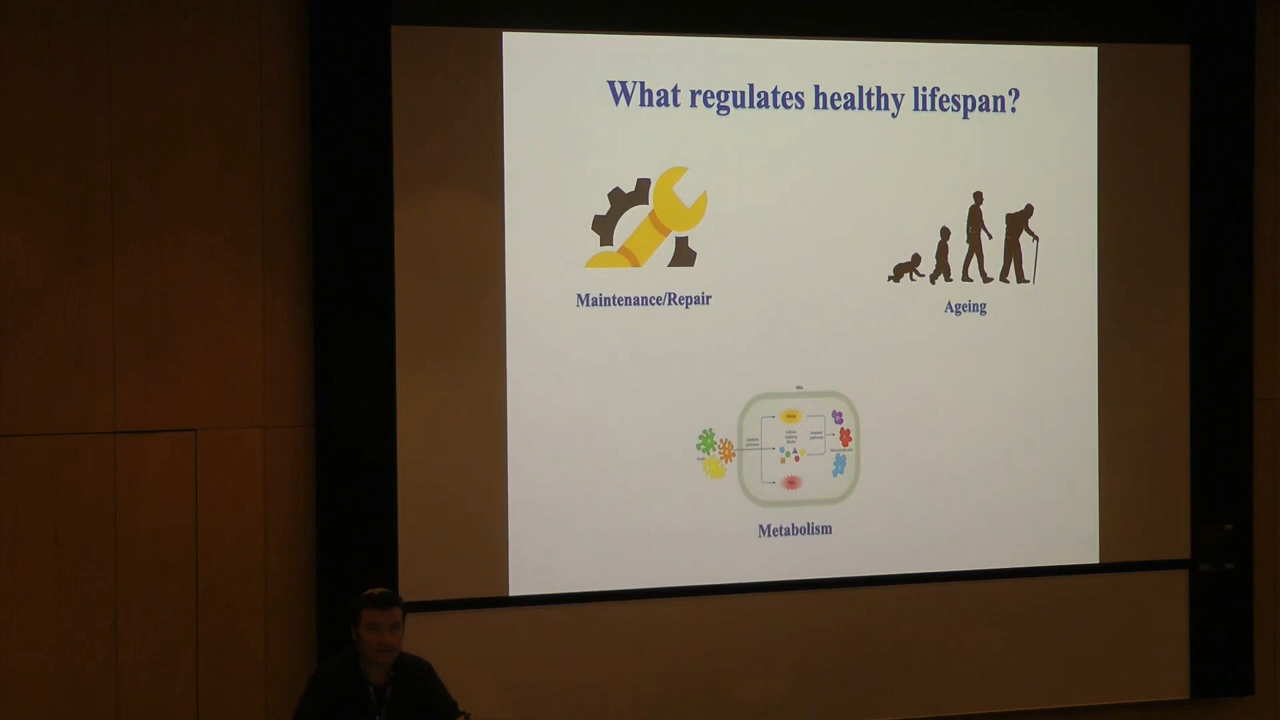 What regulates healthy lifespan?
Maintenance/Repair
Ageing
Metabolism